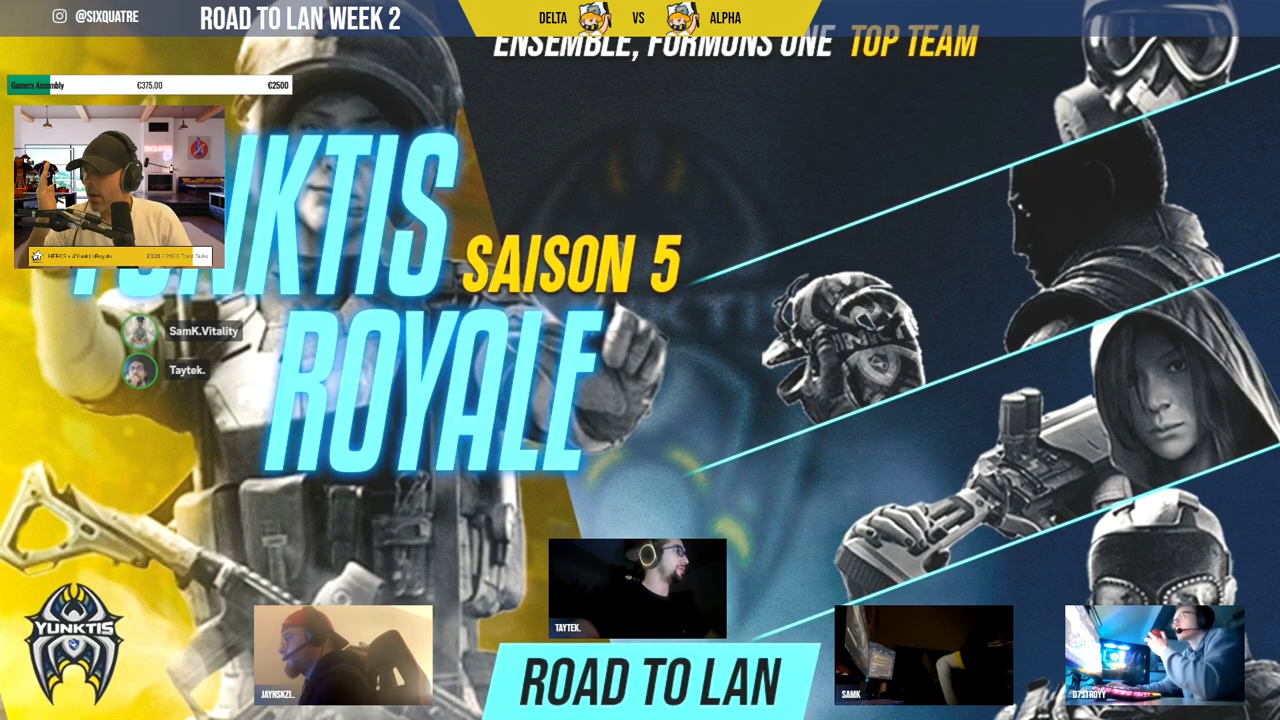 @SIXQUATRE
ROAD TO LAN WEEK 2
DELTA VS ALPHA
ENSEMBLE, FORMONS UNE TOP TEAM
Gamers Assembly €375.00 €2500
YUNKTIS
SAISON 5
ROYALE
SamK.Vitality
Taytek.
YUNKTIS
JAYNSKZI..
TAYTEK.
SAMK
D7STROYY
ROAD TO LAN